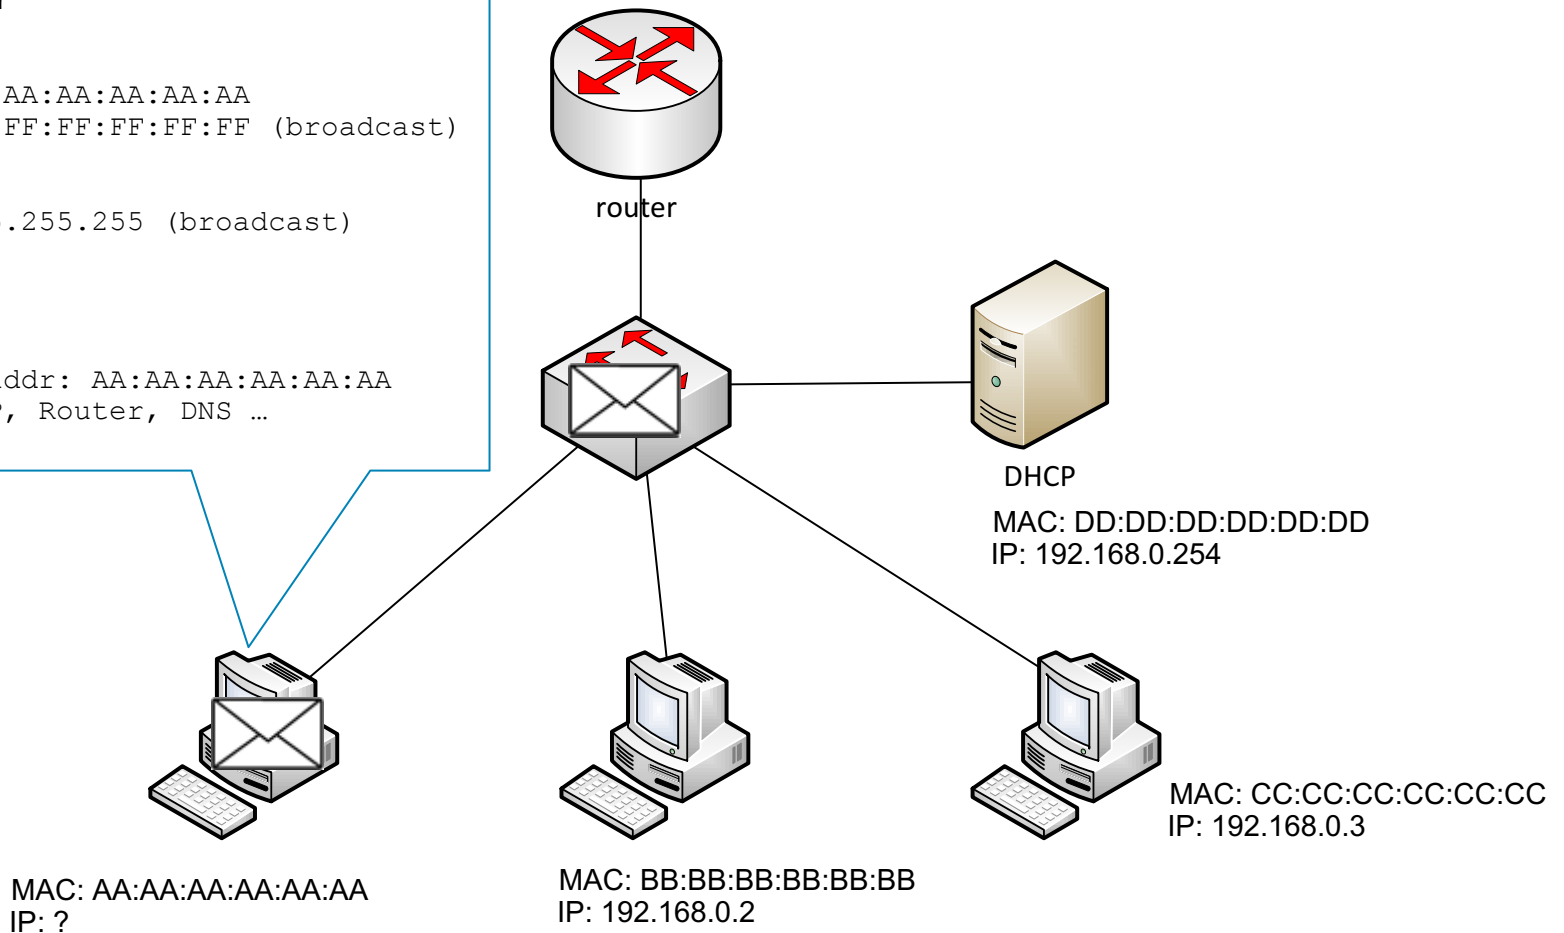 AA:AA:AA:AA:AA
FF:FF:FF:FF:FF (broadcast)
.255.255 (broadcast)
addr: AA:AA:AA:AA:AA:AA
, Router, DNS …
router
DHCP
MAC: DD:DD:DD:DD:DD:DD
IP: 192.168.0.254
MAC: CC:CC:CC:CC:CC:CC
IP: 192.168.0.3
MAC: BB:BB:BB:BB:BB:BB
IP: 192.168.0.2
MAC: AA:AA:AA:AA:AA:AA
IP: ?